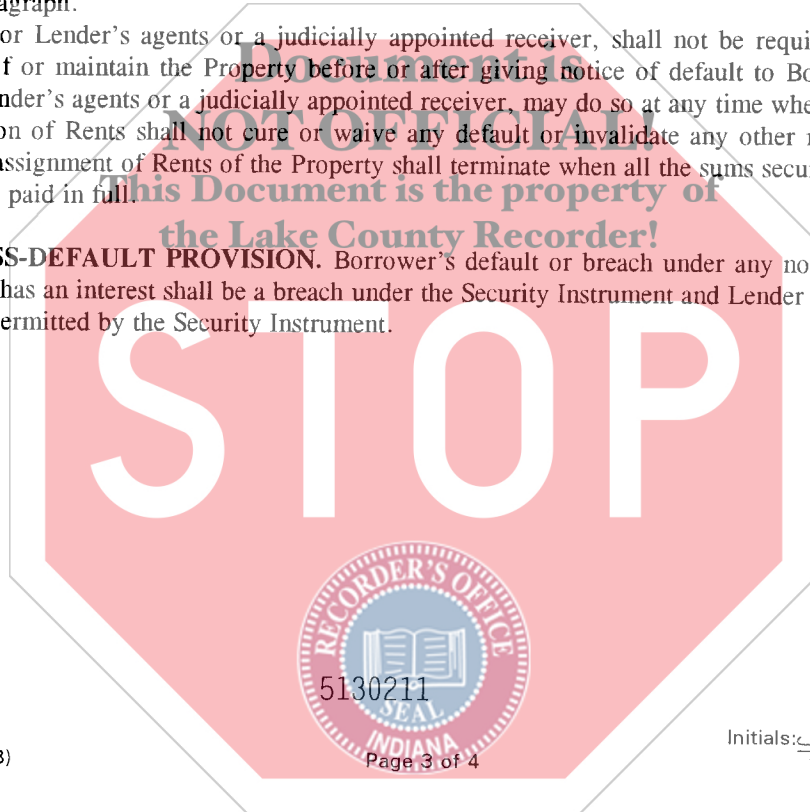 agraph.
or Lender's agents or a judicially appointed receiver, shall not be requi
Document is
f or maintain the Property before or after giving notice of default to Bo
nder's agents or a judicially appointed receiver, may do so at any time whe
NOT OFFICIAL!
on of Rents shall not cure or waive any default or invalidate any other
assignment of Rents of the Property shall terminate when all the sums secu
This Document is the property of
paid in full.
the Lake County Recorder!
SS-DEFAULT PROVISION. Borrower's default or breach under any no
has an interest shall be a breach under the Security Instrument and Lender
ermitted by the Security Instrument.
STOP
RECORDER'S OFFICE
5130211
SEAL
INDIANA
Initials:
3)
Page 3 of 4